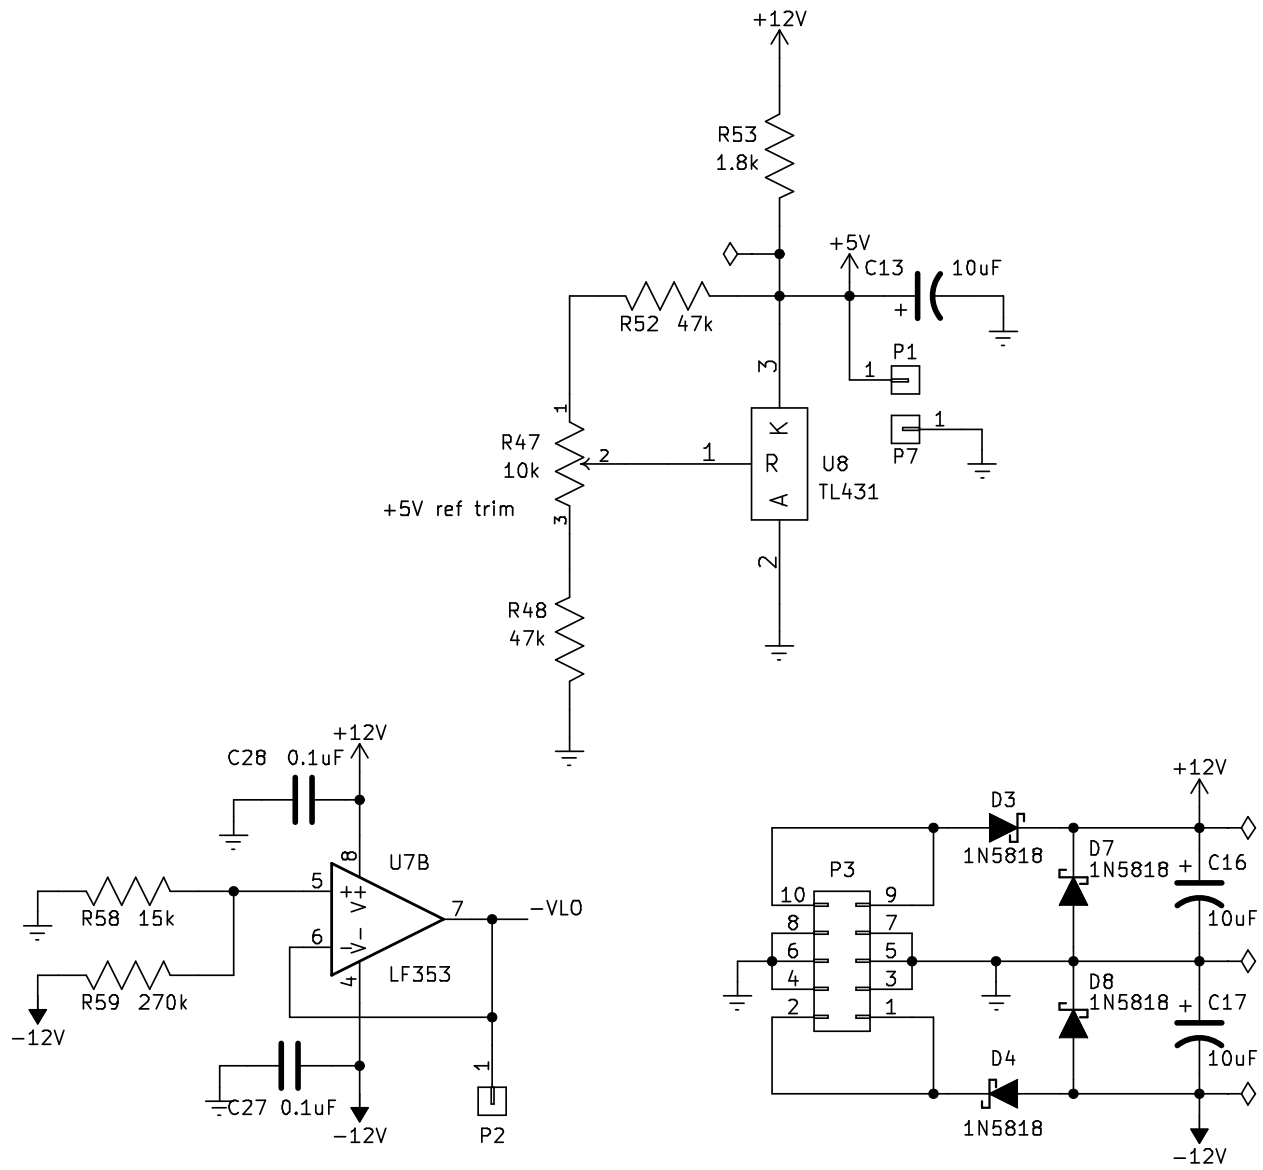 +12V
R53
1.8k
+5V
C13 10uF
+
R52 47k
P1
1
3
1
R47
10k
2
1
K
R
A
U8
TL431
1
P7
+5V ref trim
3
2
R48
47k
+12V
C28 0.1uF
8
U7B
5
+
V+
R58 15k
7
-VLO
6
-
V-
LF353
4
R59 270k
-12V
1
C27 0.1uF
-12V
P2
+12V
D3
1N5818
D7
1N5818
+
C16
10uF
P3
10 9
8 7
6 5
4 3
2 1
D8
1N5818
+
C17
10uF
D4
1N5818
-12V